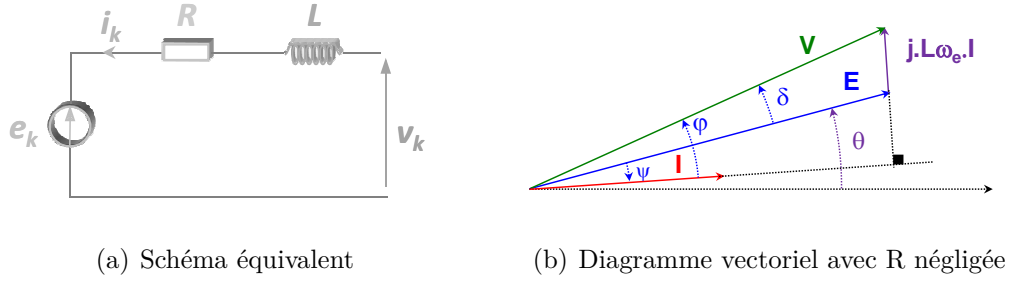 i_k R L
e_k v_k
V j.Lω_e.I
E
δ
φ
θ
ψ I
(a) Schéma équivalent
(b) Diagramme vectoriel avec R négligée